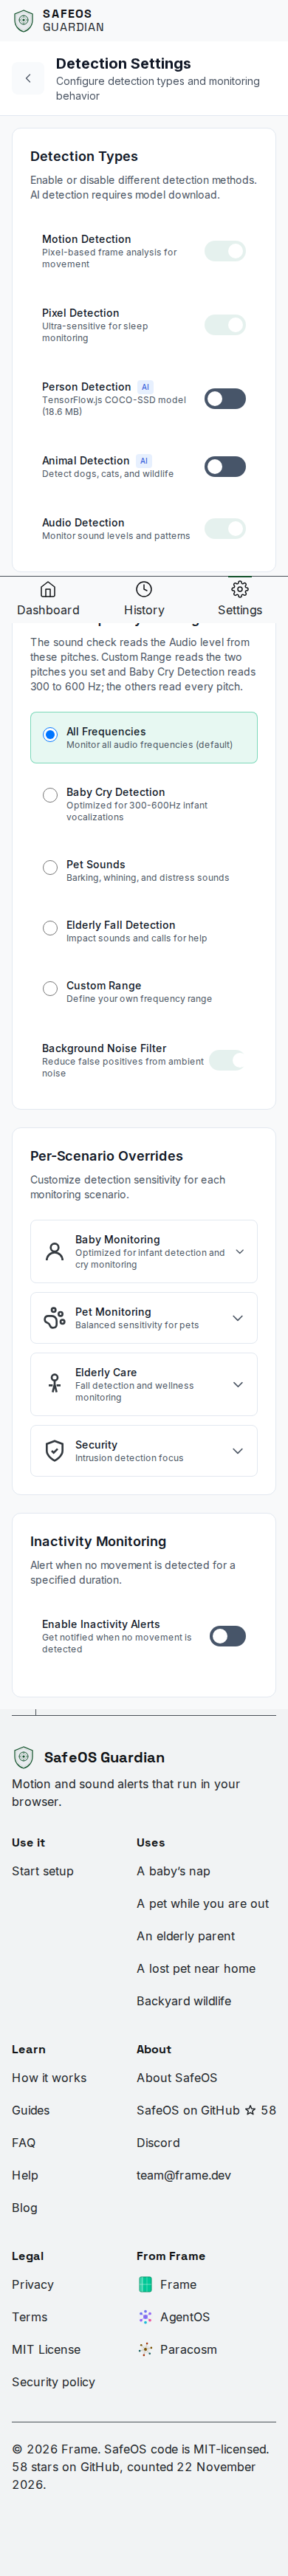 SAFEOS
GUARDIAN
Detection Settings
Configure detection types and monitoring
behavior
Detection Types
Enable or disable different detection methods.
AI detection requires model download.
Motion Detection
Pixel-based frame analysis for
movement
Pixel Detection
Ultra-sensitive for sleep
monitoring
Person Detection AI
TensorFlow.js COCO-SSD model
(18.6 MB)
Animal Detection AI
Detect dogs, cats, and wildlife
Audio Detection
Monitor sound levels and patterns
Dashboard
History
Settings
The sound check reads the Audio level from
these pitches. Custom Range reads the two
pitches you set and Baby Cry Detection reads
300 to 600 Hz; the others read every pitch.
All Frequencies
Monitor all audio frequencies (default)
Baby Cry Detection
Optimized for 300-600Hz infant
vocalizations
Pet Sounds
Barking, whining, and distress sounds
Elderly Fall Detection
Impact sounds and calls for help
Custom Range
Define your own frequency range
Background Noise Filter
Reduce false positives from ambient
noise
Per-Scenario Overrides
Customize detection sensitivity for each
monitoring scenario.
Baby Monitoring
Optimized for infant detection and
cry monitoring
Pet Monitoring
Balanced sensitivity for pets
Elderly Care
Fall detection and wellness
monitoring
Security
Intrusion detection focus
Inactivity Monitoring
Alert when no movement is detected for a
specified duration.
Enable Inactivity Alerts
Get notified when no movement is
detected
SafeOS Guardian
Motion and sound alerts that run in your
browser.
Use it
Start setup
Uses
A baby's nap
A pet while you are out
An elderly parent
A lost pet near home
Backyard wildlife
Learn
How it works
Guides
FAQ
Help
Blog
About
About SafeOS
SafeOS on GitHub ☆ 58
Discord
team@frame.dev
Legal
Privacy
Terms
MIT License
Security policy
From Frame
Frame
AgentOS
Paracosm
© 2026 Frame. SafeOS code is MIT-licensed.
58 stars on GitHub, counted 22 November
2026.